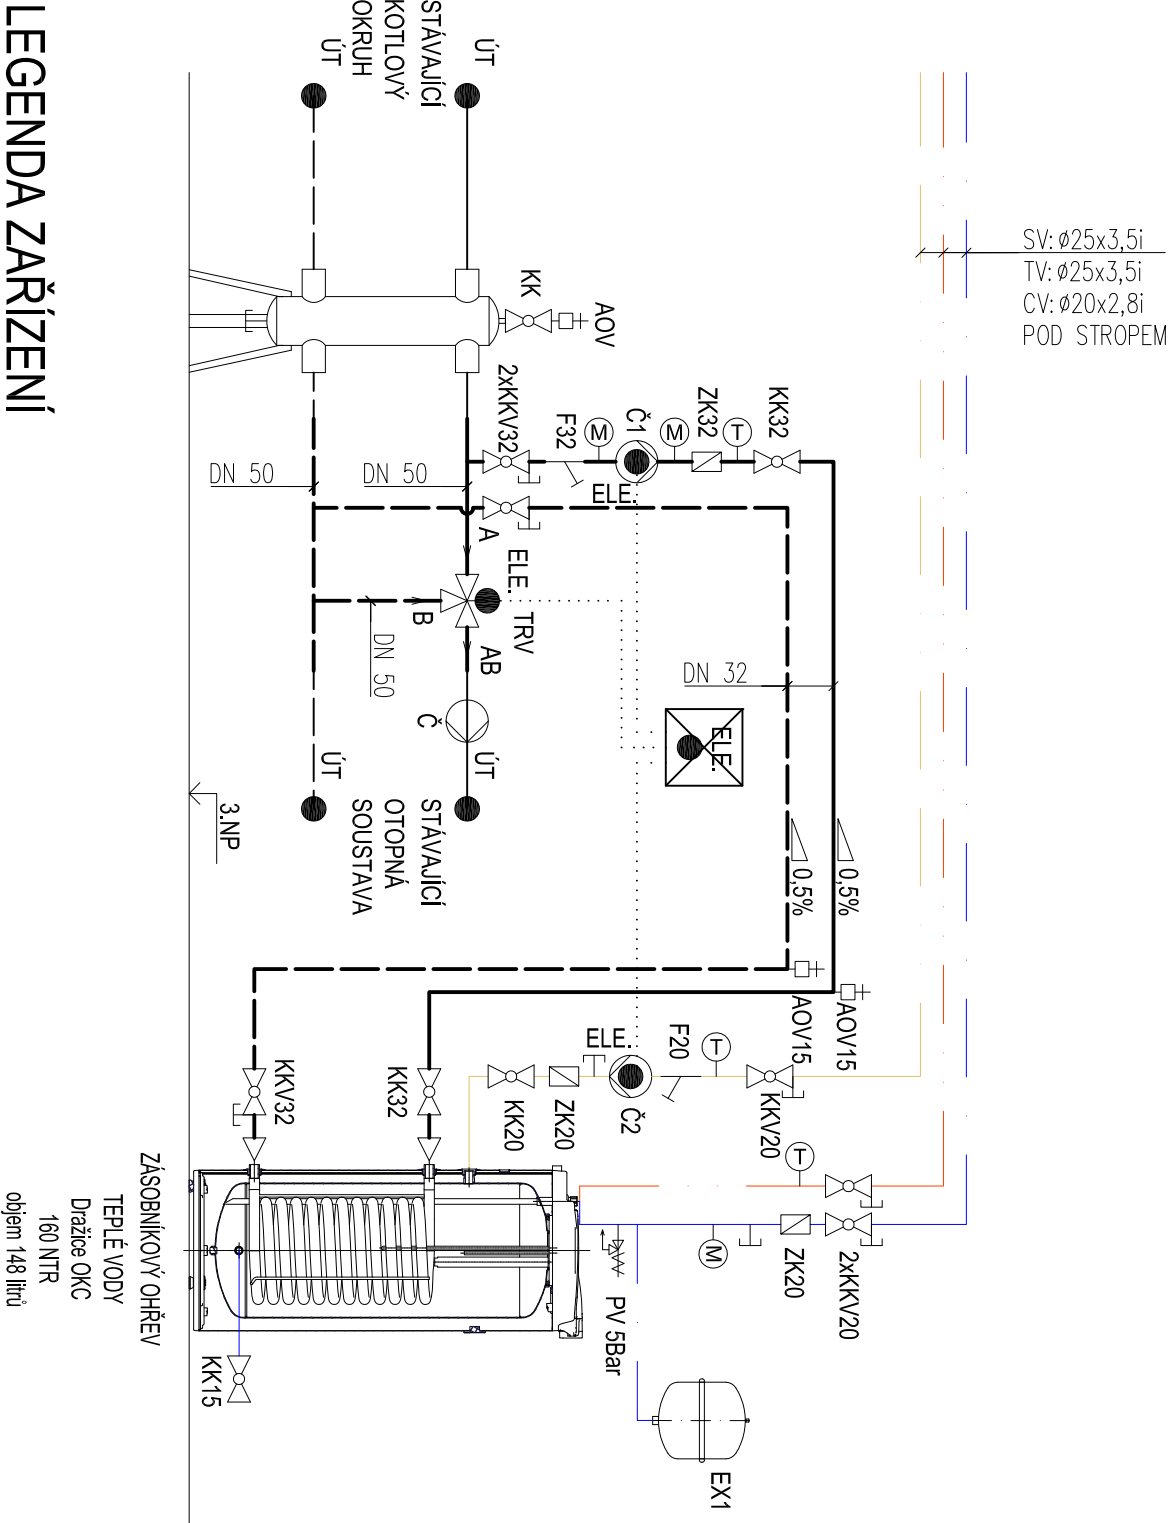 LEGENDA ZAŘÍZENÍ
STÁVAJÍCÍ
KOTLOVÝ
OKRUH
ÚT
ÚT
KK
AOV
SV: ø25x3,5i
TV: ø25x3,5i
CV: ø20x2,8i
POD STROPEM
2xKKV32
F32
M
Č1
M
ZK32
T
KK32
DN 50
DN 50
ELE.
A
ELE.
TRV
B
AB
DN 50
Č
DN 32
ELE.
ÚT
ÚT
STÁVAJÍCÍ
OTOPNÁ
SOUSTAVA
3.NP
0,5%
0,5%
AOV15
AOV15
KKV32
KK32
KK20
ZK20
ELE.
Č2
F20
T
KKV20
T
ZÁSOBNÍKOVÝ OHŘEV
TEPLÉ VODY
Dražice OKC
160 NTR
objem 148 litrů
KK15
PV 5Bar
M
ZK20
2xKKV20
EX1